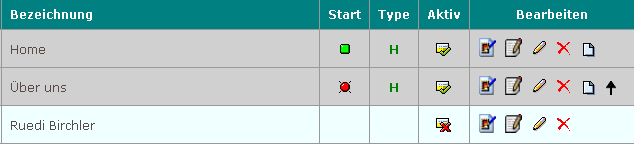 Bezeichnung Start Type Aktiv Bearbeiten
Home H
Über uns H
Ruedi Birchler